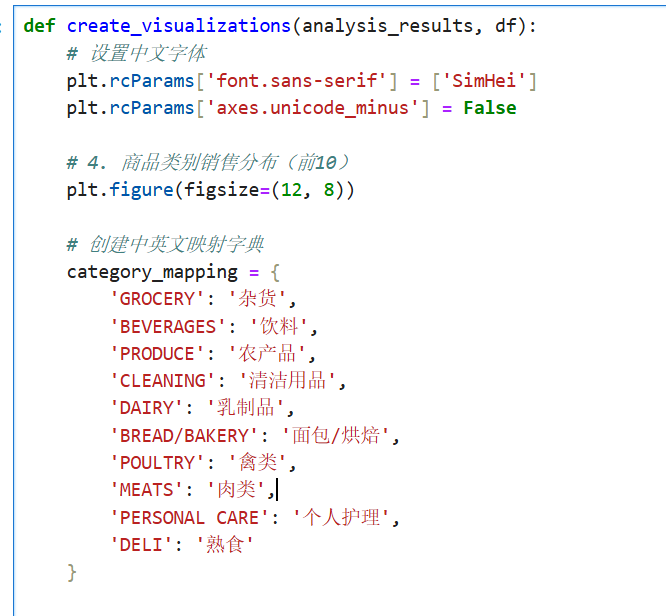 def create_visualizations(analysis_results, df):
    # 设置中文字体
    plt.rcParams['font.sans-serif'] = ['SimHei']
    plt.rcParams['axes.unicode_minus'] = False

    # 4. 商品类别销售分布（前10）
    plt.figure(figsize=(12, 8))

    # 创建中英文映射字典
    category_mapping = {
        'GROCERY': '杂货',
        'BEVERAGES': '饮料',
        'PRODUCE': '农产品',
        'CLEANING': '清洁用品',
        'DAIRY': '乳制品',
        'BREAD/BAKERY': '面包/烘焙',
        'POULTRY': '禽类',
        'MEATS': '肉类',
        'PERSONAL CARE': '个人护理',
        'DELI': '熟食'
    }